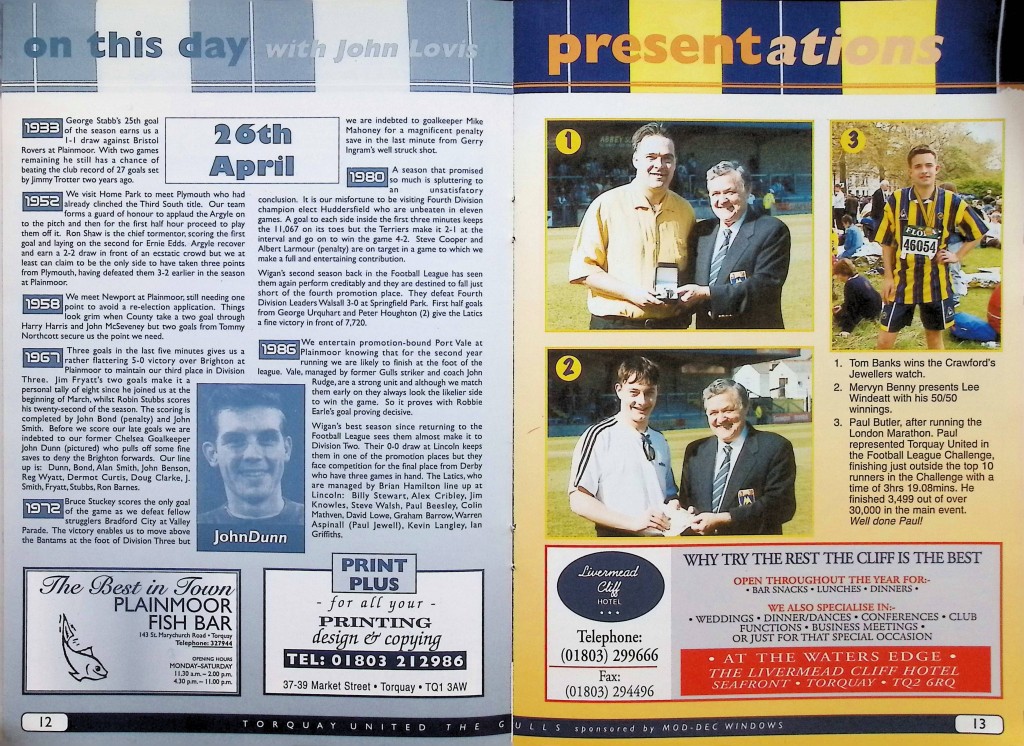 on this day with John Lovis
26th
April
1933 George Stabb's 25th goal
of the season earns us a
1-1 draw against Bristol
Rovers at Plainmoor. With two games
remaining he still has a chance of
beating the club record of 27 goals set
by Jimmy Trotter two years ago.
1952 We visit Home Park to meet Plymouth who had
already clinched the Third South title. Our team
forms a guard of honour to applaud the Argyle on
to the pitch and then for the first half hour proceed to play
them off it. Ron Shaw is the chief tormentor, scoring the first
goal and laying on the second for Ernie Edds. Argyle recover
and earn a 2-2 draw in front of an ecstatic crowd but we at
least can claim to be the only side to have taken three points
from Plymouth, having defeated them 3-2 earlier in the season
at Plainmoor.
1958 We meet Newport at Plainmoor, still needing one
point to avoid a re-election application. Things
look grim when County take a two goal through
Harry Harris and John McSeveney but two goals from Tommy
Northcott secure us the point we need.
1967 Three goals in the last five minutes gives us a
rather flattering 5-0 victory over Brighton at
Plainmoor to maintain our third place in Division
Three. Jim Fryatt's two goals make it a
personal tally of eight since he joined us at the
beginning of March, whilst Robin Stubbs scores
his twenty-second of the season. The scoring is
completed by John Bond (penalty) and John
Smith. Before we score our late goals we are
indebted to our former Chelsea Goalkeeper
John Dunn (pictured) who pulls off some fine
saves to deny the Brighton forwards. Our line
up is: Dunn, Bond, Alan Smith, John Benson,
Reg Wyatt, Dermot Curtis, Doug Clarke, J.
Smith, Fryatt, Stubbs, Ron Barnes.
1972 Bruce Stuckey scores the only goal
of the game as we defeat fellow
strugglers Bradford City at Valley
Parade. The victory enables us to move above
the Bantams at the foot of Division Three but
JohnDunn
we are indebted to goalkeeper Mike
Mahoney for a magnificent penalty
save in the last minute from Gerry
Ingram's well struck shot.
1980 A season that promised
so much is spluttering to
an unsatisfactory
conclusion. It is our misfortune to be visiting Fourth Division
champion elect Huddersfield who are unbeaten in eleven
games. A goal to each side inside the first three minutes keeps
the 11,067 on its toes but the Terriers make it 2-1 at the
interval and go on to win the game 4-2. Steve Cooper and
Albert Larmour (penalty) are on target in a game to which we
make a full and entertaining contribution.
Wigan's second season back in the Football League has seen
them again perform creditably and they are destined to fall just
short of the fourth promotion place. They defeat Fourth
Division Leaders Walsall 3-0 at Springfield Park. First half goals
from George Urquhart and Peter Houghton (2) give the Latics
a fine victory in front of 7,720.
1986 We entertain promotion-bound Port Vale at
Plainmoor knowing that for the second year
running we are likely to finish at the foot of the
league. Vale, managed by former Gulls striker and coach John
Rudge, are a strong unit and although we match
them early on they always look the likelier side
to win the game. So it proves with Robbie
Earle's goal proving decisive.
Wigan's best season since returning to the
Football League sees them almost make it to
Division Two. Their 0-0 draw at Lincoln keeps
them in one of the promotion places but they
face competition for the final place from Derby
who have three games in hand. The Latics, who
are managed by Brian Hamilton line up at
Lincoln: Billy Stewart, Alex Cribley, Jim
Knowles, Steve Walsh, Paul Beesley, Colin
Methven, David Lowe, Graham Barrow, Warren
Aspinall (Paul Jewell), Kevin Langley, Ian
Griffiths.
The Best in Town
PLAINMOOR
FISH BAR
143 St. Marychurch Road • Torquay
Telephone: 327944
OPENING HOURS
MONDAY-SATURDAY
11.30 a.m. – 2.00 p.m.
4.30 p.m. – 11.00 p.m.
PRINT
PLUS
- for all your -
PRINTING
design & copying
TEL: 01803 212986
37-39 Market Street • Torquay • TQ1 3AW
12
TORQUAY UNITED THE GULLS sponsored by MOD-DEC WINDOWS
presentations
1
2
3
FLORA
46054
1. Tom Banks wins the Crawford's
Jewellers watch.
2. Mervyn Benny presents Lee
Windeatt with his 50/50
winnings.
3. Paul Butler, after running the
London Marathon. Paul
represented Torquay United in
the Football League Challenge,
finishing just outside the top 10
runners in the Challenge with a
time of 3hrs 19.08mins. He
finished 3,499 out of over
30,000 in the main event.
Well done Paul!
Livermead
Cliff
HOTEL
Telephone:
(01803) 299666
Fax:
(01803) 294496
WHY TRY THE REST THE CLIFF IS THE BEST
OPEN THROUGHOUT THE YEAR FOR:-
• BAR SNACKS • LUNCHES • DINNERS •
WE ALSO SPECIALISE IN:-
• WEDDINGS • DINNER/DANCES • CONFERENCES • CLUB
FUNCTIONS • BUSINESS MEETINGS •
OR JUST FOR THAT SPECIAL OCCASION
• AT THE WATERS EDGE •
THE LIVERMEAD CLIFF HOTEL
SEAFRONT • TORQUAY • TQ2 6RQ
13